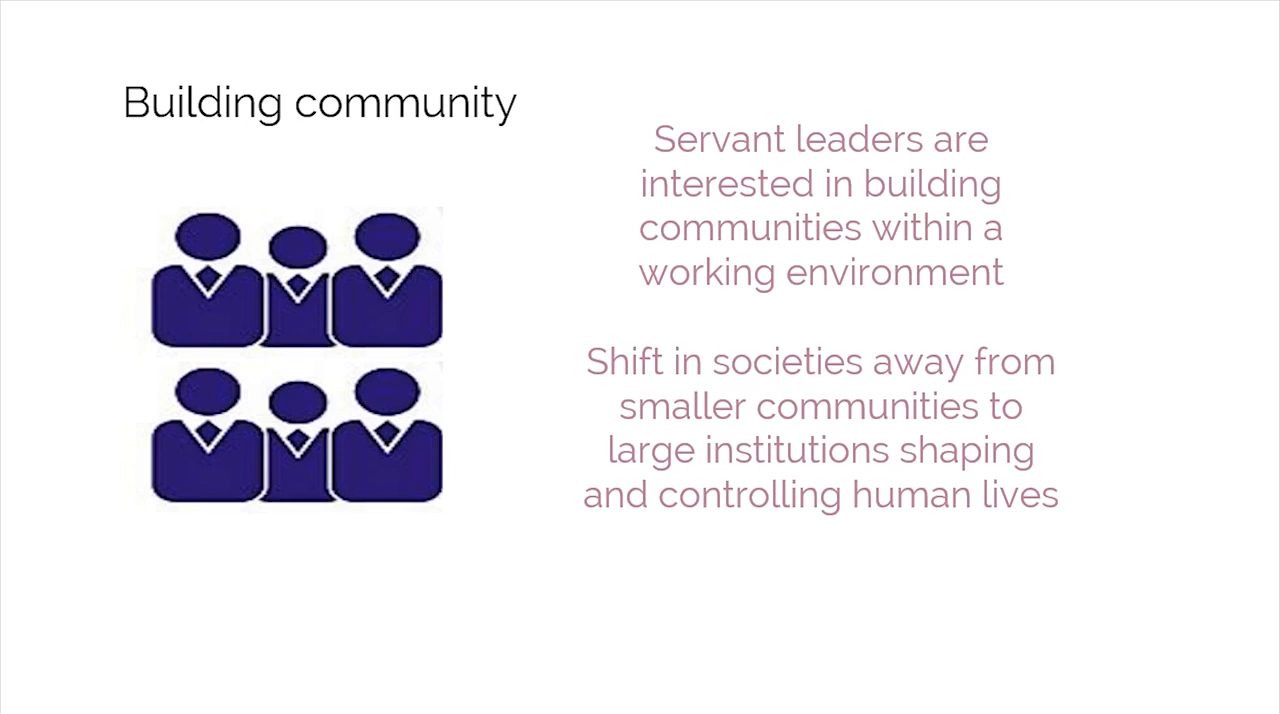 Building community
Servant leaders are
interested in building
communities within a
working environment
Shift in societies away from
smaller communities to
large institutions shaping
and controlling human lives